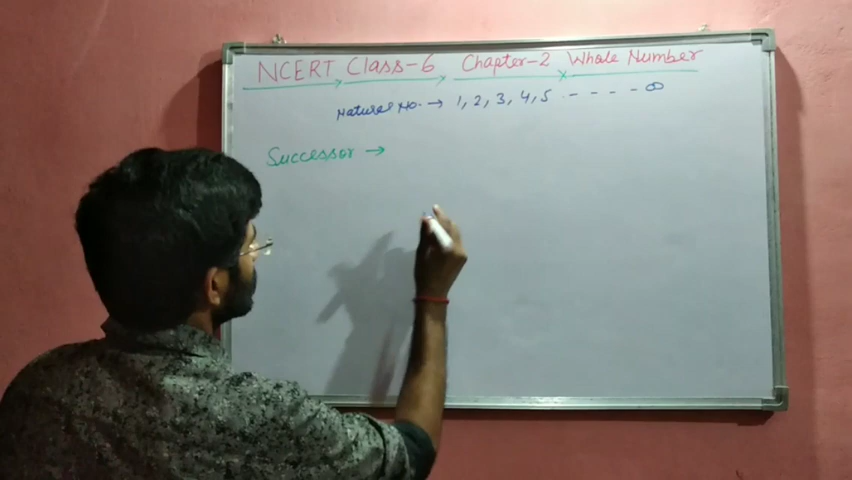 NCERT Class-6 Chapter-2 Whole Number
Natural No. → 1, 2, 3, 4, 5 - - - - ∞
Successor →